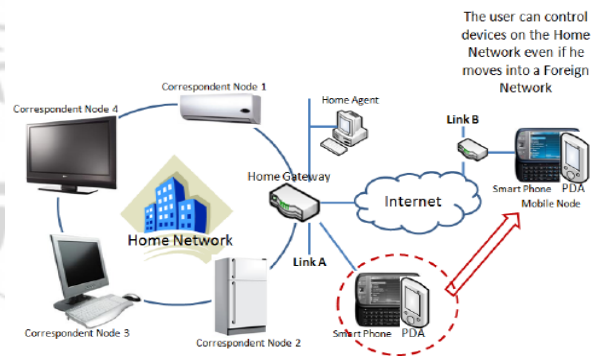 The user can control
devices on the Home
Network even if he
moves into a Foreign
Network
Correspondent Node 1
Home Agent
Correspondent Node 4
Link B
Home Gateway
Internet
Smart Phone PDA
Mobile Node
Home Network
Link A
Correspondent Node 3
Correspondent Node 2
Smart Phone PDA